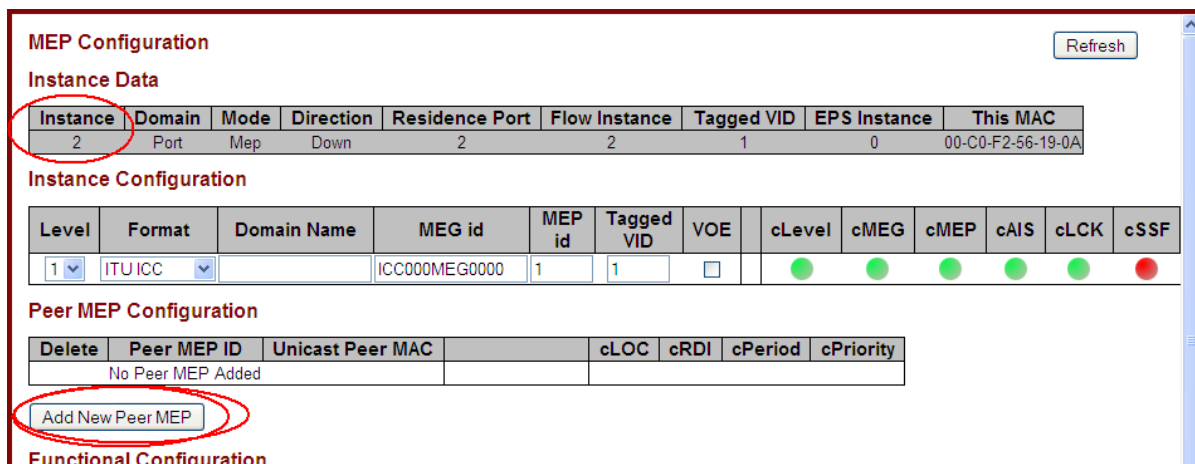 MEP Configuration
Refresh
Instance Data
Instance Domain Mode Direction Residence Port Flow Instance Tagged VID EPS Instance This MAC
2 Port Mep Down 2 2 1 0 00-C0-F2-56-19-0A
Instance Configuration
Level Format Domain Name MEG id MEP id Tagged VID VOE cLevel cMEG cMEP cAIS cLCK cSSF
1 ITU ICC ICC000MEG0000 1 1
Peer MEP Configuration
Delete Peer MEP ID Unicast Peer MAC cLOC cRDI cPeriod cPriority
No Peer MEP Added
Add New Peer MEP
Functional Configuration